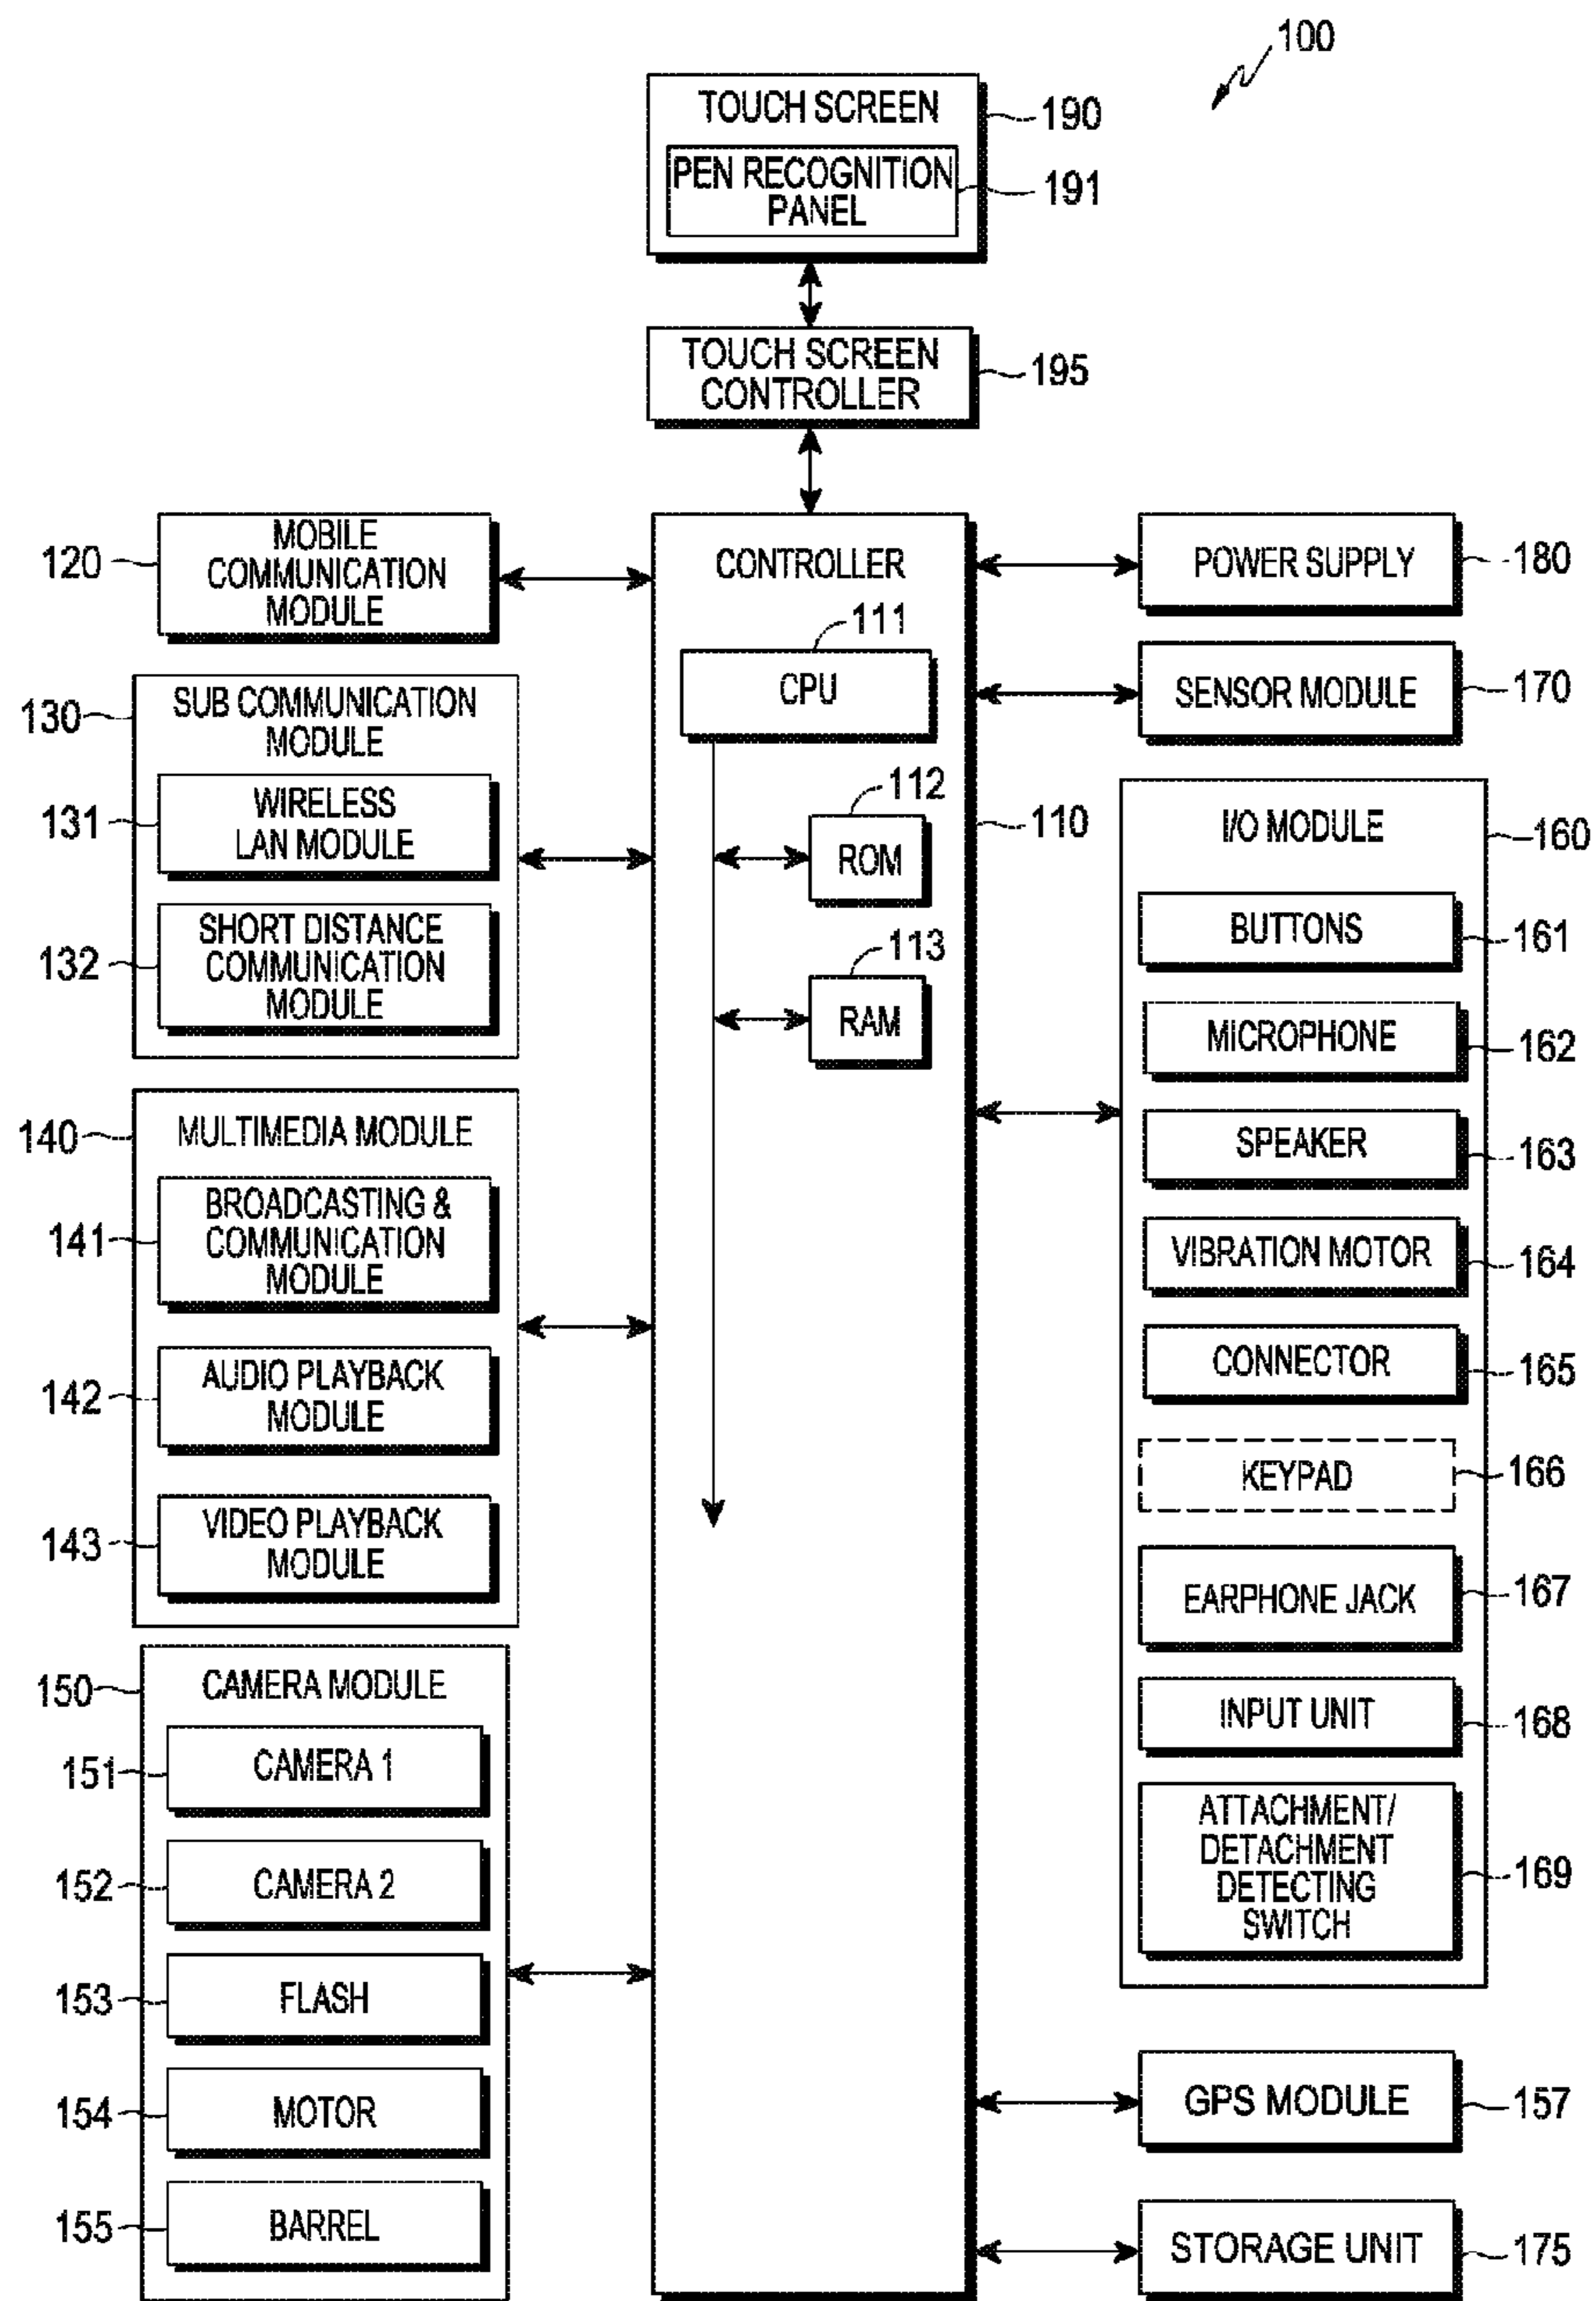 100
TOUCH SCREEN
190
PEN RECOGNITION
PANEL
191
TOUCH SCREEN
CONTROLLER
195
120
MOBILE
COMMUNICATION
MODULE
130
SUB COMMUNICATION
MODULE
131
WIRELESS
LAN MODULE
132
SHORT DISTANCE
COMMUNICATION
MODULE
140
MULTIMEDIA MODULE
141
BROADCASTING &
COMMUNICATION
MODULE
142
AUDIO PLAYBACK
MODULE
143
VIDEO PLAYBACK
MODULE
150
CAMERA MODULE
151
CAMERA 1
152
CAMERA 2
153
FLASH
154
MOTOR
155
BARREL
CONTROLLER
111
CPU
112
ROM
113
RAM
110
POWER SUPPLY
180
SENSOR MODULE
170
I/O MODULE
160
BUTTONS
161
MICROPHONE
162
SPEAKER
163
VIBRATION MOTOR
164
CONNECTOR
165
KEYPAD
166
EARPHONE JACK
167
INPUT UNIT
168
ATTACHMENT/
DETACHMENT
DETECTING
SWITCH
169
GPS MODULE
157
STORAGE UNIT
175